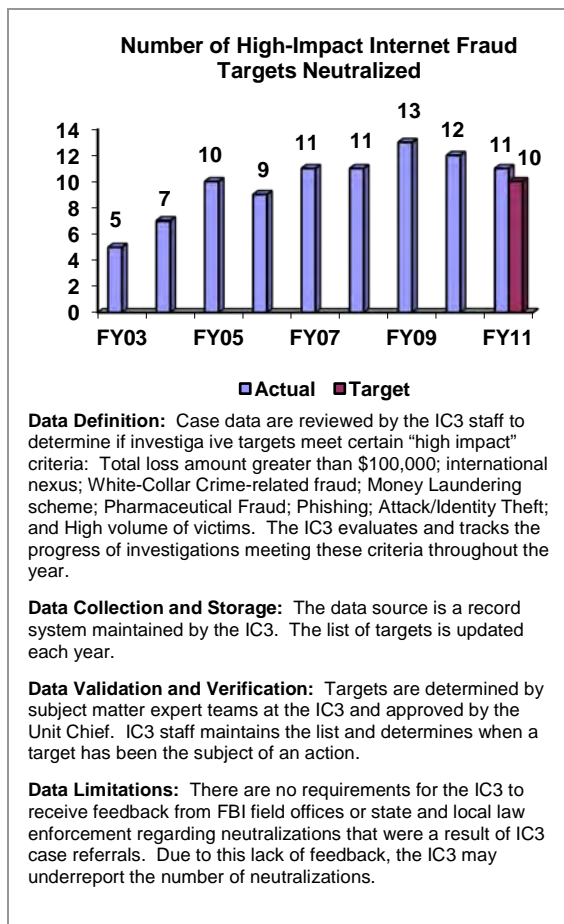 Number of High-Impact Internet Fraud
Targets Neutralized
5
7
10
9
11
11
13
12
11
10
14
12
10
8
6
4
2
0
FY03
FY05
FY07
FY09
FY11
Actual
Target
Data Definition: Case data are reviewed by the IC3 staff to
determine if investiga ive targets meet certain “high impact”
criteria: Total loss amount greater than $100,000; international
nexus; White-Collar Crime-related fraud; Money Laundering
scheme; Pharmaceutical Fraud; Phishing; Attack/Identity Theft;
and High volume of victims. The IC3 evaluates and tracks the
progress of investigations meeting these criteria throughout the
year.
Data Collection and Storage: The data source is a record
system maintained by the IC3. The list of targets is updated
each year.
Data Validation and Verification: Targets are determined by
subject matter expert teams at the IC3 and approved by the
Unit Chief. IC3 staff maintains the list and determines when a
target has been the subject of an action.
Data Limitations: There are no requirements for the IC3 to
receive feedback from FBI field offices or state and local law
enforcement regarding neutralizations that were a result of IC3
case referrals. Due to this lack of feedback, the IC3 may
underreport the number of neutralizations.